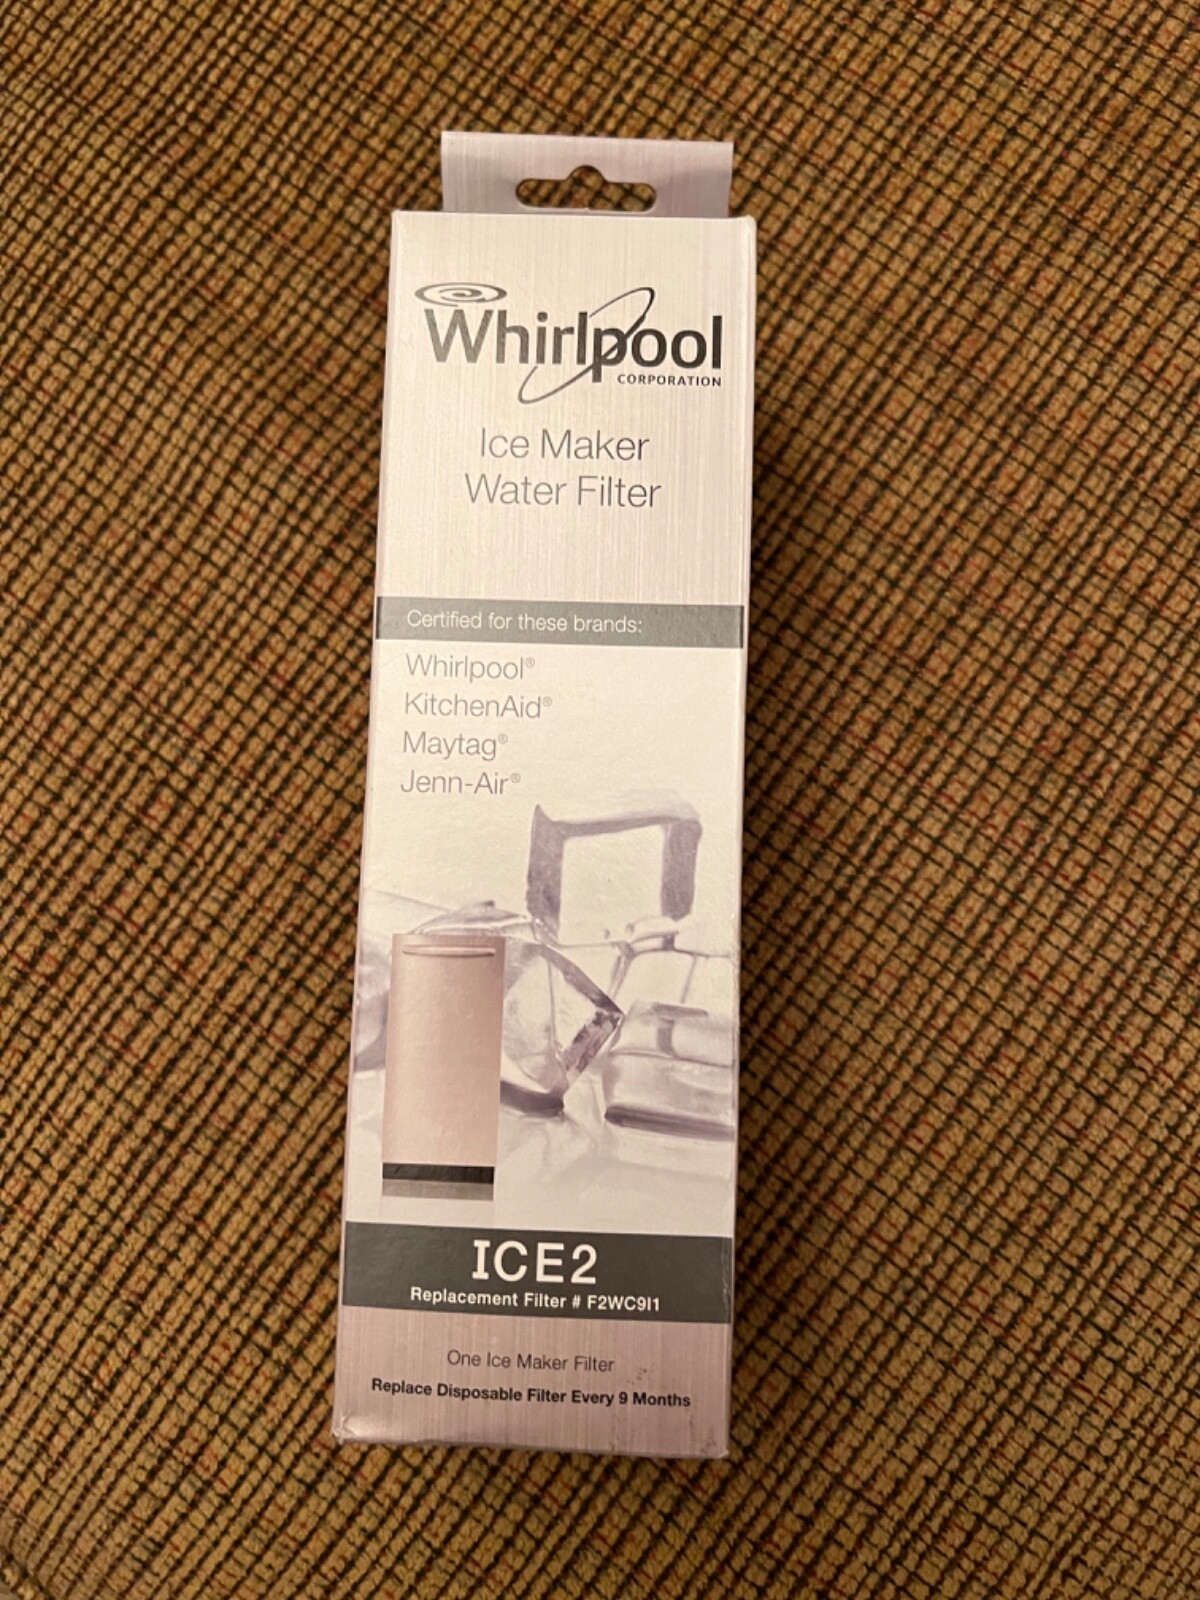 Whirlpool
CORPORATION
Ice Maker
Water Filter
Certified for these brands:
Whirlpool®
KitchenAid®
Maytag®
Jenn-Air®
ICE2
Replacement Filter # F2WC9I1
One Ice Maker Filter
Replace Disposable Filter Every 9 Months